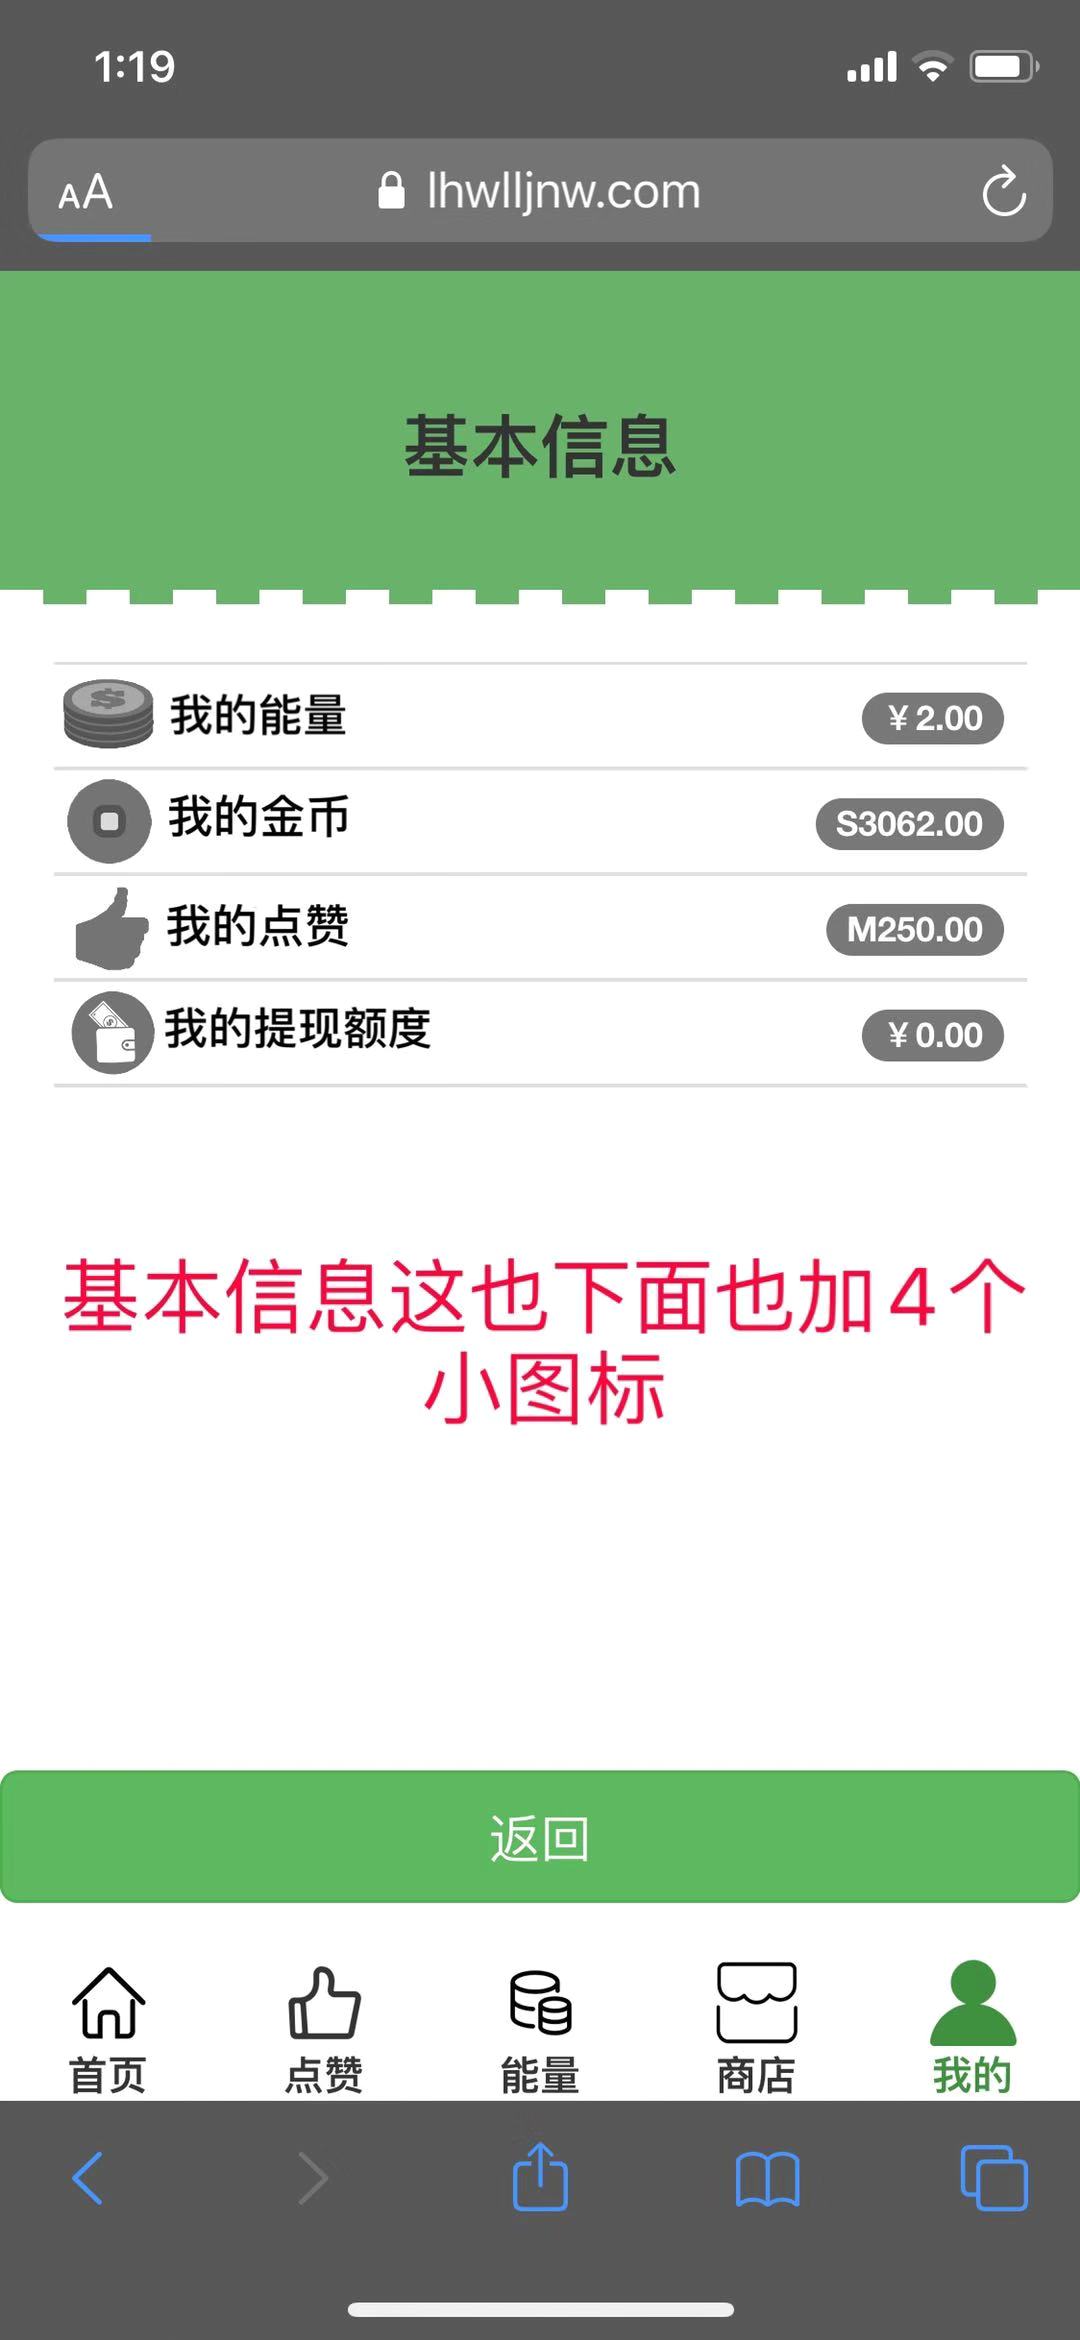 1:19
AA lhwlljnw.com
基本信息
我的能量 ¥2.00
我的金币 S3062.00
我的点赞 M250.00
我的提现额度 ¥0.00
基本信息这也下面也加4个
小图标
返回
首页 点赞 能量 商店 我的